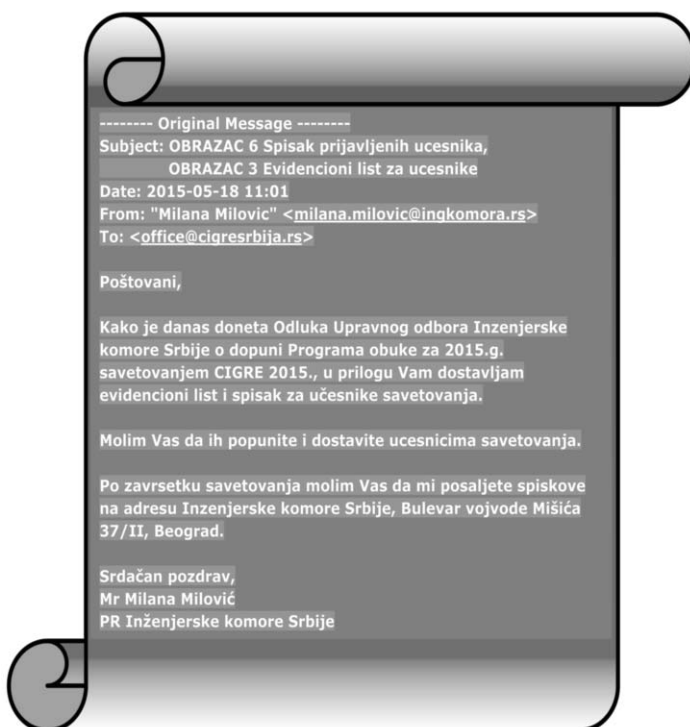 -------- Original Message --------
Subject: OBRAZAC 6 Spisak prijavljenih ucesnika,
OBRAZAC 3 Evidencioni list za ucesnike
Date: 2015-05-18 11:01
From: "Milana Milovic" <milana.milovic@ingkomora.rs>
To: <office@cigresrbija.rs>
Poštovani,
Kako je danas doneta Odluka Upravnog odbora Inzenjerske
komore Srbije o dopuni Programa obuke za 2015.g.
savetovanjem CIGRE 2015., u prilogu Vam dostavljam
evidencioni list i spisak za učesnike savetovanja.
Molim Vas da ih popunite i dostavite ucesnicima savetovanja.
Po zavrsetku savetovanja molim Vas da mi posaljete spiskove
na adresu Inzenjerske komore Srbije, Bulevar vojvode Mišića
37/II, Beograd.
Srdačan pozdrav,
Mr Milana Milović
PR Inženjerske komore Srbije